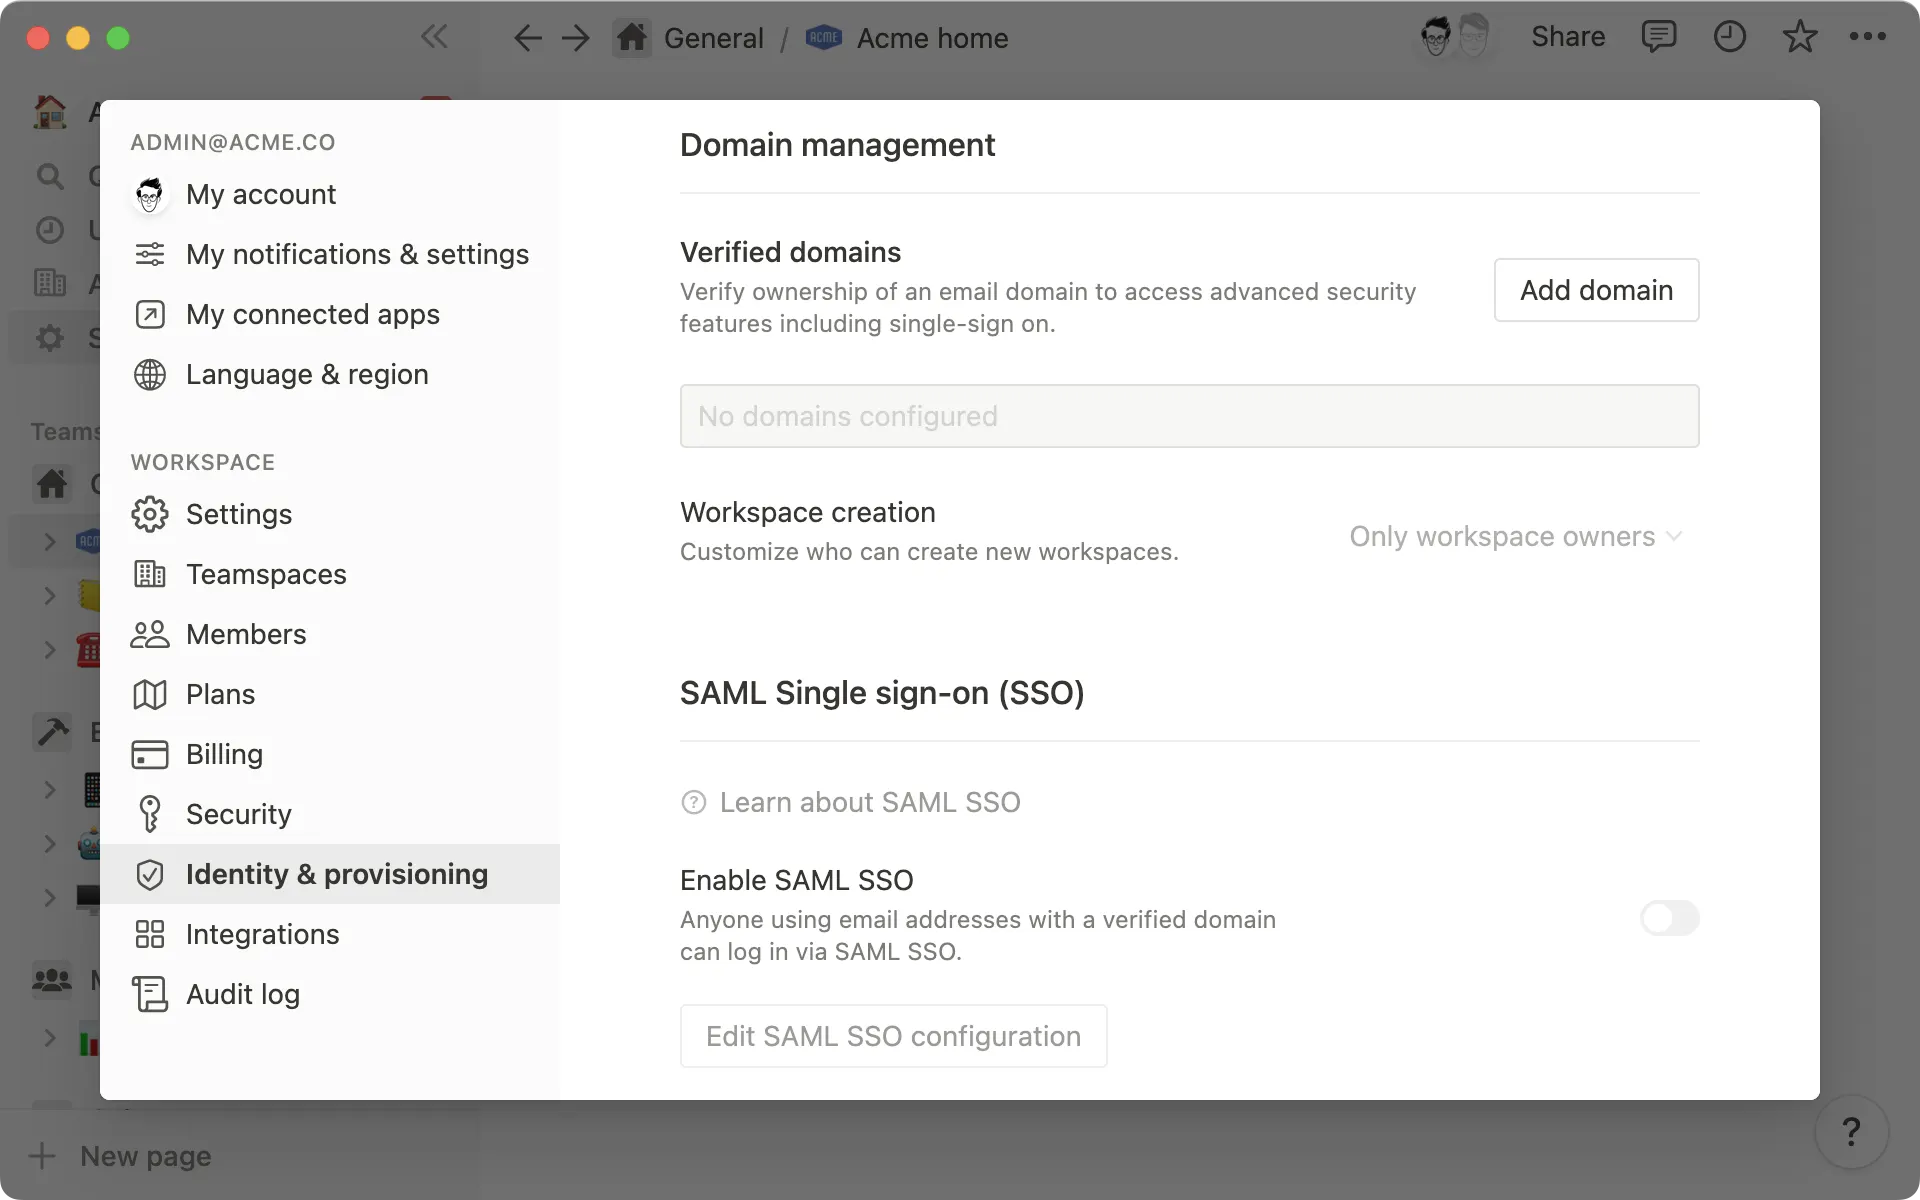 General / ACME Acme home
Share
ADMIN@ACME.CO
My account
My notifications & settings
My connected apps
Language & region
WORKSPACE
Settings
Teamspaces
Members
Plans
Billing
Security
Identity & provisioning
Integrations
Audit log
Domain management
Verified domains
Verify ownership of an email domain to access advanced security
features including single-sign on.
Add domain
No domains configured
Workspace creation
Customize who can create new workspaces.
Only workspace owners
SAML Single sign-on (SSO)
Learn about SAML SSO
Enable SAML SSO
Anyone using email addresses with a verified domain
can log in via SAML SSO.
Edit SAML SSO configuration
Teams
New page
?